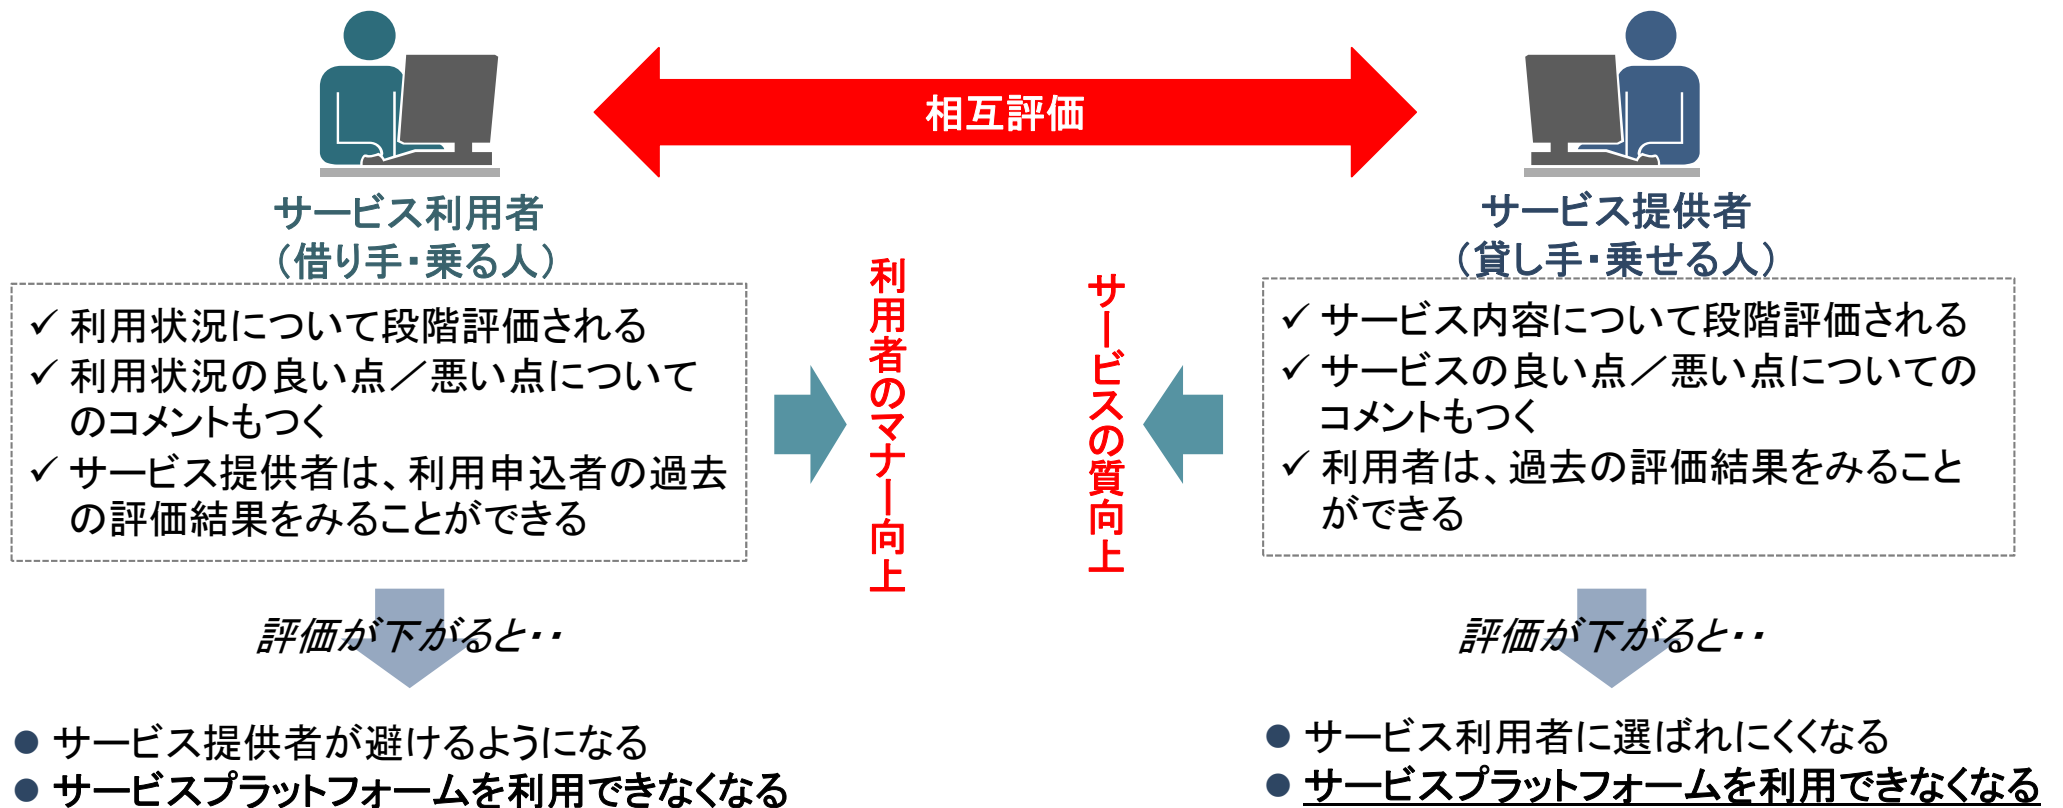 相互評価
サービス利用者
（借り手・乗る人）
✓ 利用状況について段階評価される
✓ 利用状況の良い点／悪い点について
のコメントもつく
✓ サービス提供者は、利用申込者の過去
の評価結果をみることができる
評価が下がると・・
● サービス提供者が避けるようになる
● サービスプラットフォームを利用できなくなる
利用者のマナー向上
サービスの質向上
サービス提供者
（貸し手・乗せる人）
✓ サービス内容について段階評価される
✓ サービスの良い点／悪い点についての
コメントもつく
✓ 利用者は、過去の評価結果をみること
ができる
評価が下がると・・
● サービス利用者に選ばれにくくなる
● サービスプラットフォームを利用できなくなる